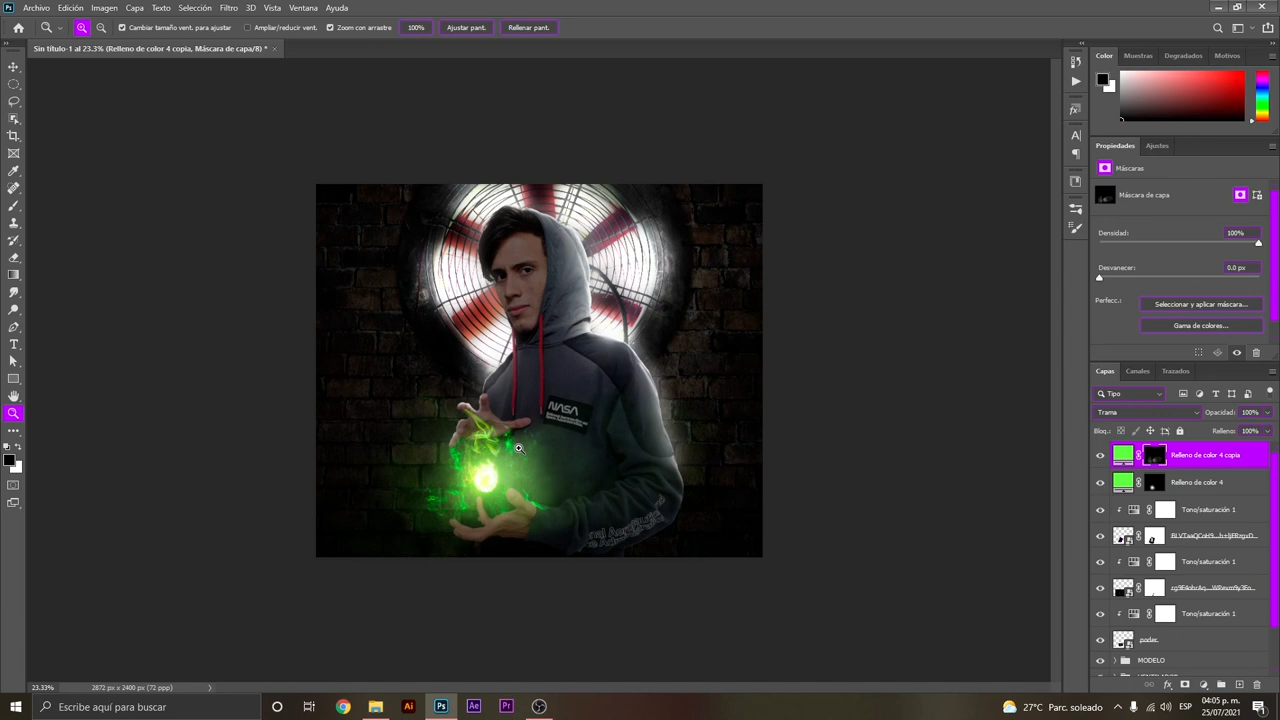 Ps Archivo Edición Imagen Capa Texto Selección Filtro 3D Vista Ventana Ayuda
Cambiar tamaño vent. para ajustar Ampliar/reducir vent. Zoom con arrastre 100% Ajustar pant. Rellenar pant.
Sin título-1 al 23.3% (Relleno de color 4 copia, Máscara de capa/8) * ×
Color Muestras Degradados Motivos
Propiedades Ajustes
Máscaras
Máscara de capa
Densidad: 100%
Desvanecer: 0.0 px
Perfecc.: Seleccionar y aplicar máscara...
Gama de colores...
Capas Canales Trazados
Tipo
Trama Opacidad: 100%
Bloq.: Relleno: 100%
Relleno de color 4 copia
Relleno de color 4
Tono/saturación 1
Tono/saturación 1
Tono/saturación 1
poder
MODELO
NASA
23.33% 2872 px x 2400 px (72 ppp)
Escribe aquí para buscar
Ai Ps Ae Pr
27°C Parc. soleado ESP 04:05 p. m.
25/07/2021